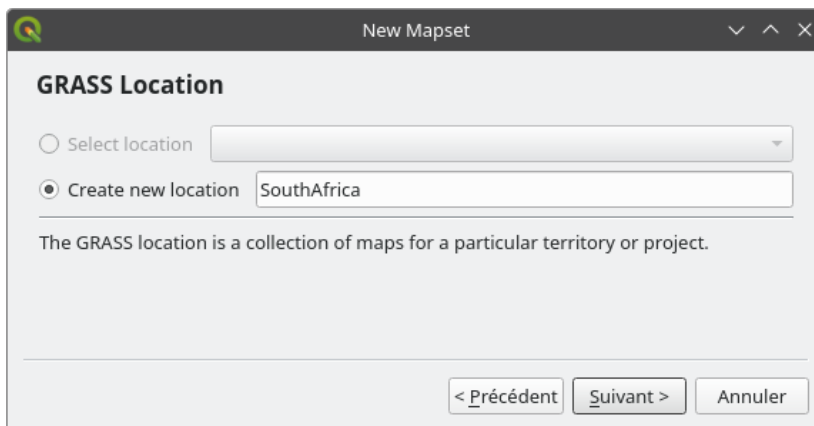 New Mapset
GRASS Location
Select location
Create new location SouthAfrica
The GRASS location is a collection of maps for a particular territory or project.
< Précédent Suivant > Annuler